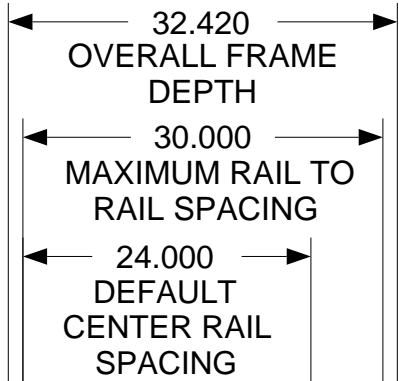 32.420
OVERALL FRAME
DEPTH
30.000
MAXIMUM RAIL TO
RAIL SPACING
24.000
DEFAULT
CENTER RAIL
SPACING